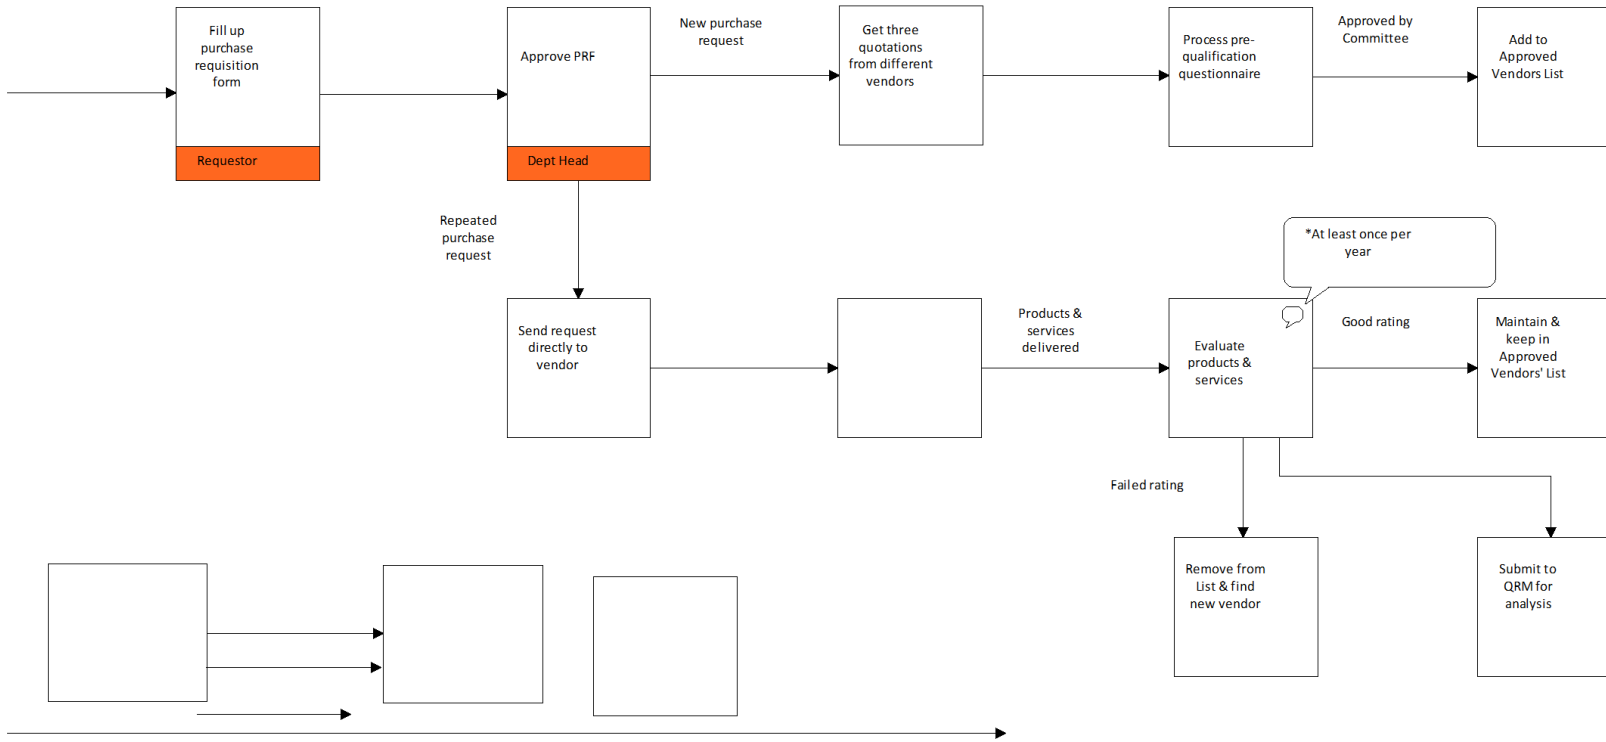 Fill up
purchase
requisition
form
Requestor
Approve PRF
Dept Head
New purchase
request
Get three
quotations
from different
vendors
Process pre-
qualification
questionnaire
Approved by
Committee
Add to
Approved
Vendors List
Repeated
purchase
request
Send request
directly to
vendor
Products &
services
delivered
*At least once per
year
Evaluate
products &
services
Good rating
Maintain &
keep in
Approved
Vendors' List
Failed rating
Remove from
List & find
new vendor
Submit to
QRM for
analysis